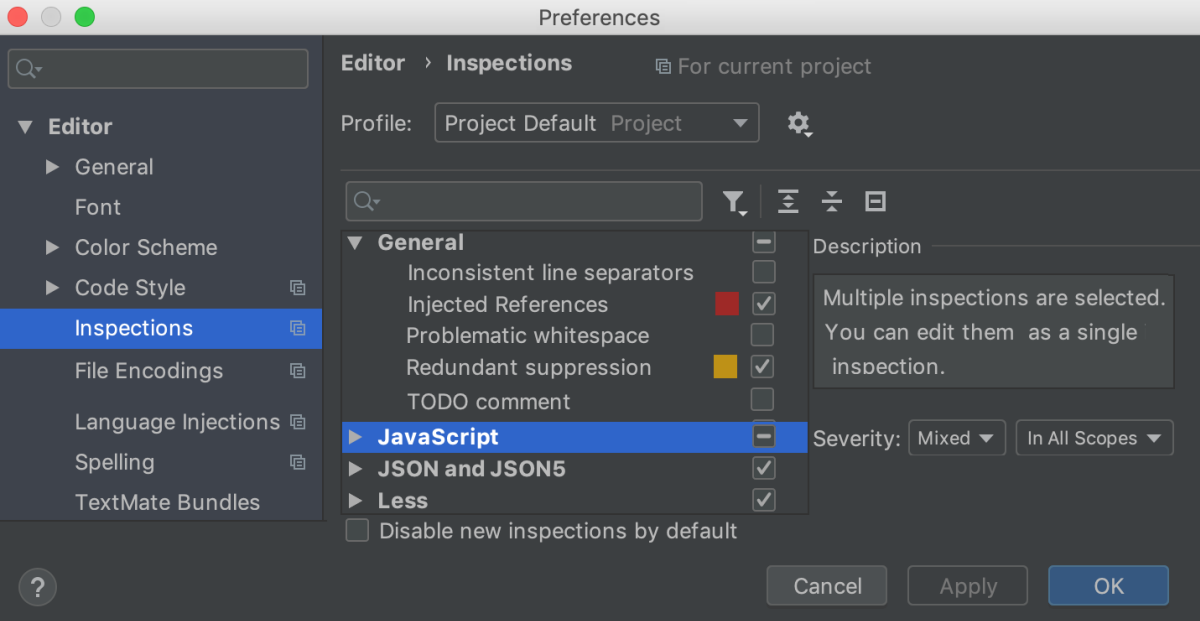 Preferences
Editor › Inspections
For current project
Editor
General
Font
Color Scheme
Code Style
Inspections
File Encodings
Language Injections
Spelling
TextMate Bundles
Profile: Project Default Project
General
Inconsistent line separators
Injected References
Problematic whitespace
Redundant suppression
TODO comment
JavaScript
JSON and JSON5
Less
Disable new inspections by default
Description
Multiple inspections are selected.
You can edit them as a single
inspection.
Severity: Mixed In All Scopes
?
Cancel Apply OK